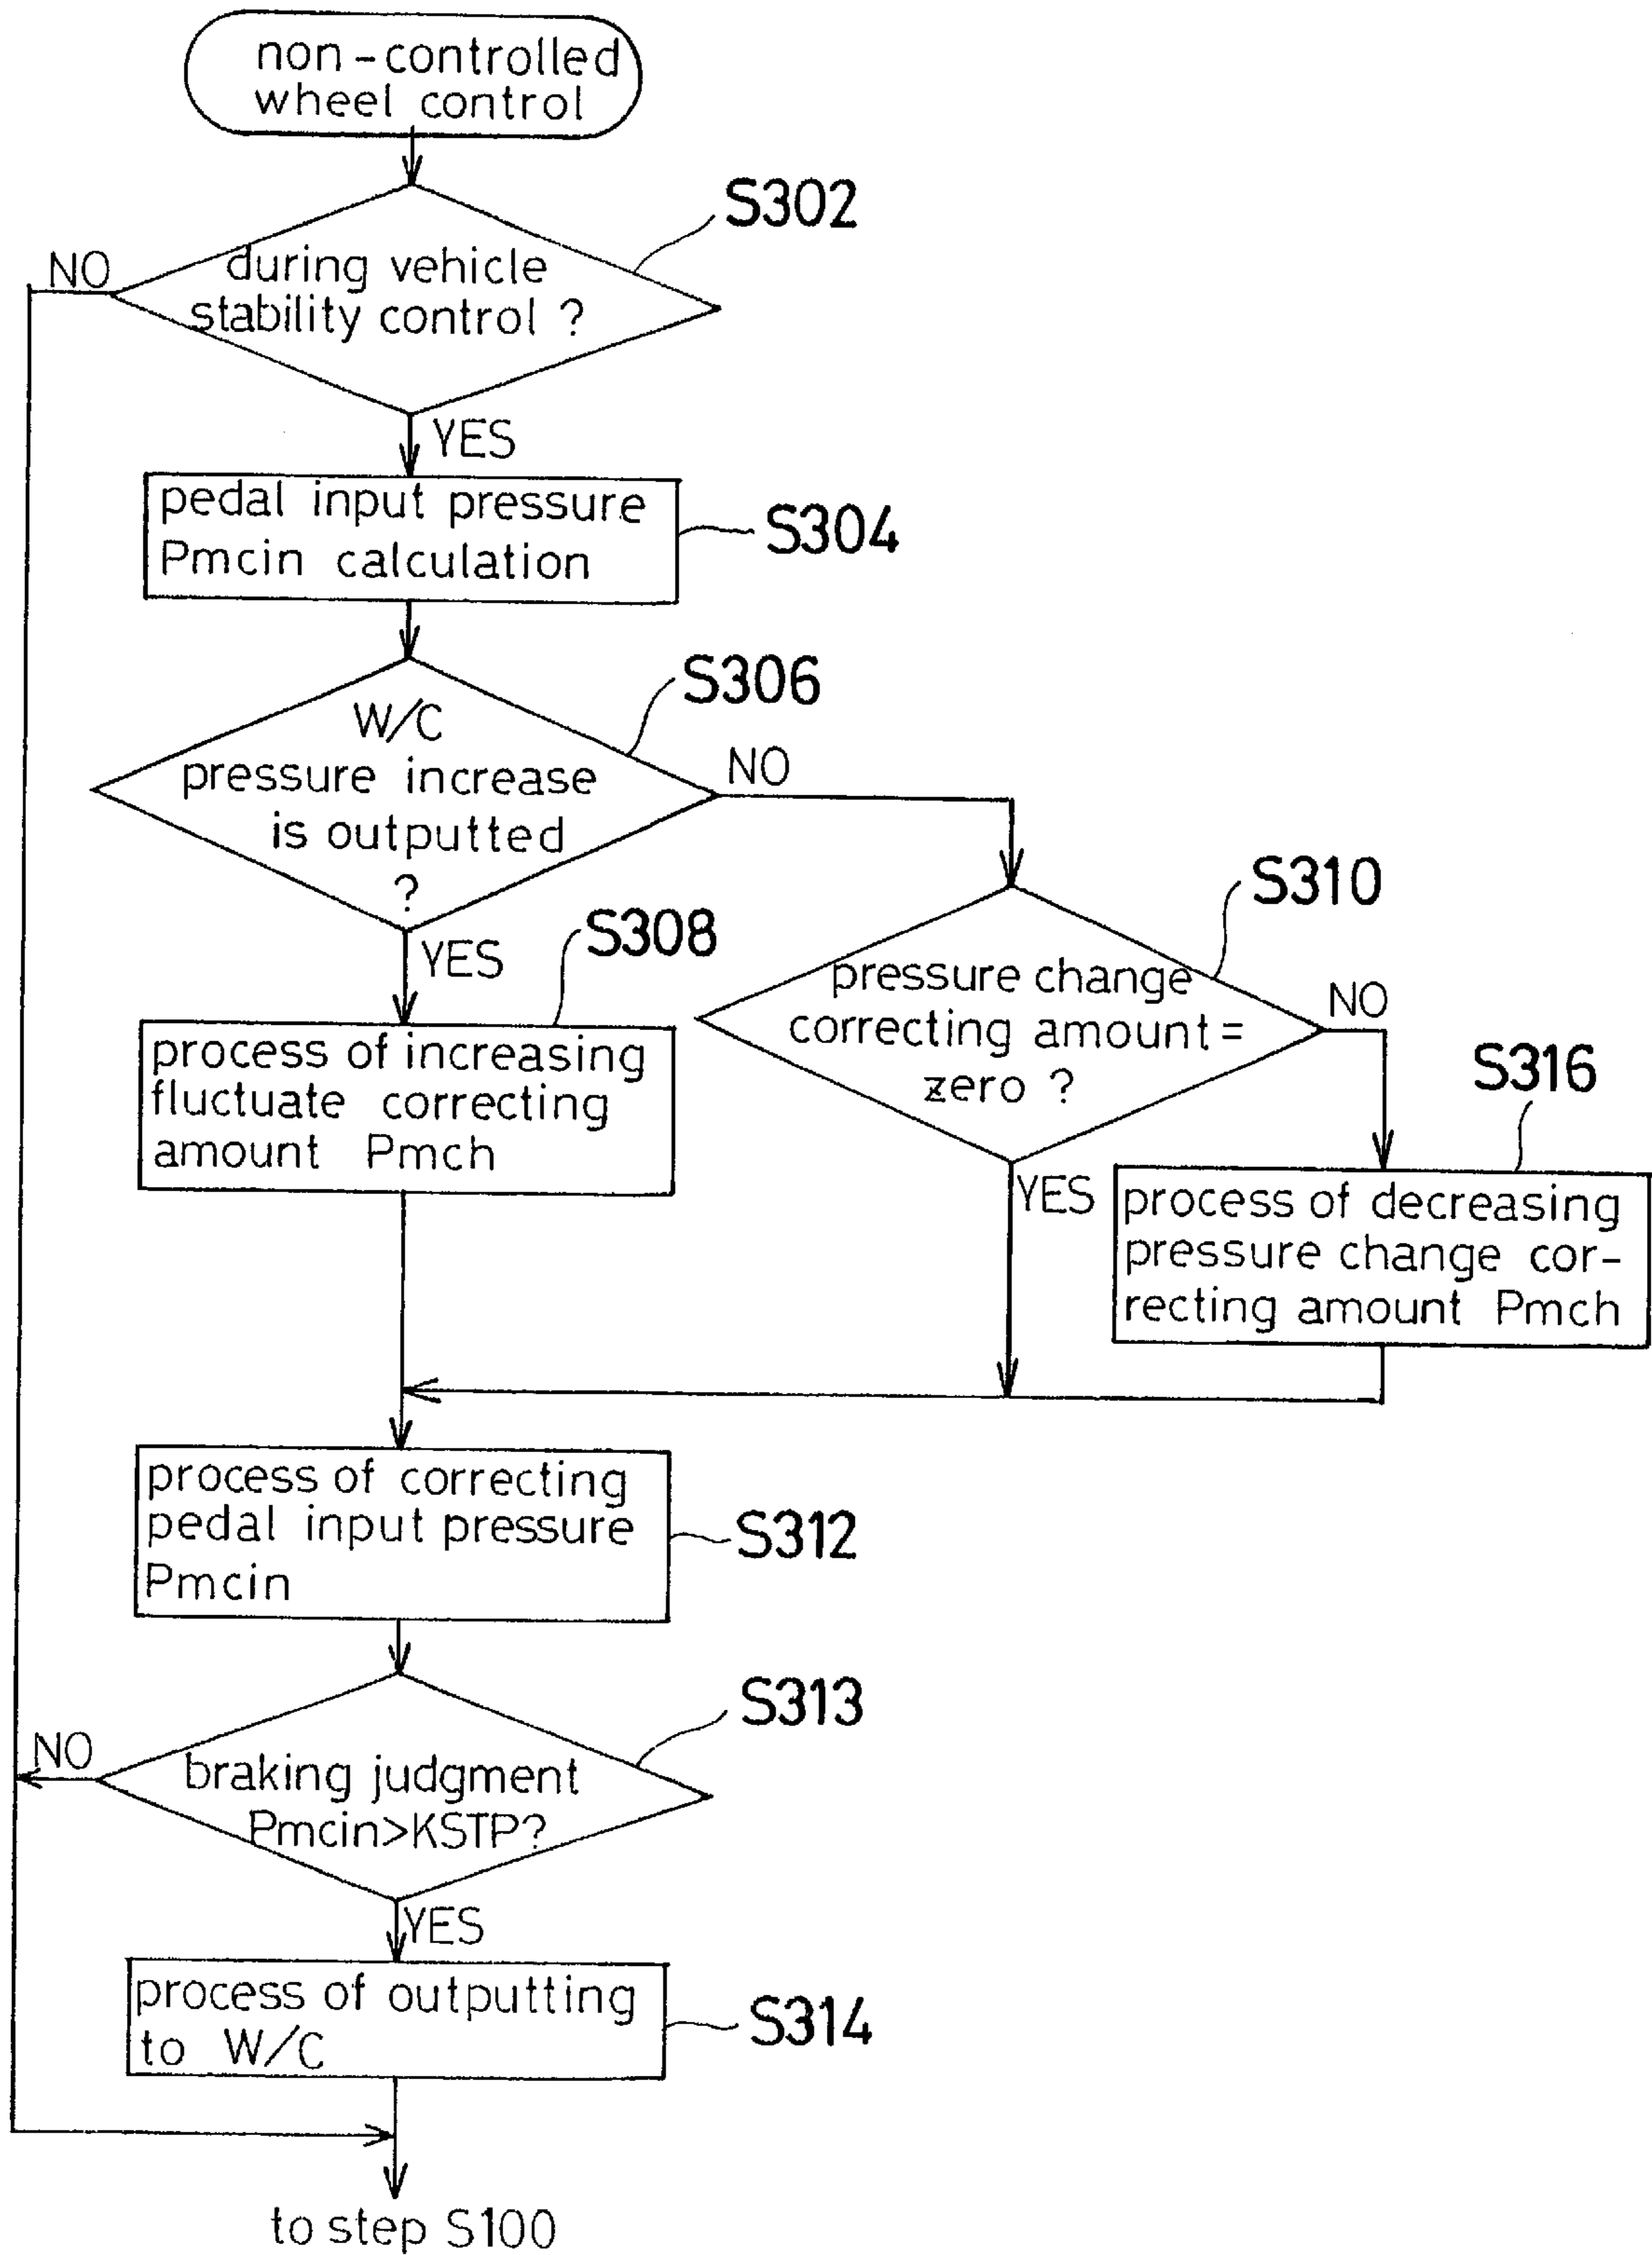 non-controlled
wheel control
S302
NO
during vehicle
stability control ?
YES
pedal input pressure
Pmcin calculation
S304
S306
W/C
pressure increase
is outputted
?
NO
YES
S308
S310
process of increasing
fluctuate correcting
amount Pmch
pressure change
correcting amount =
zero ?
NO
S316
YES
process of decreasing
pressure change cor-
recting amount Pmch
process of correcting
pedal input pressure
Pmcin
S312
S313
NO
braking judgment
Pmcin>KSTP?
YES
process of outputting
to W/C
S314
to step S100